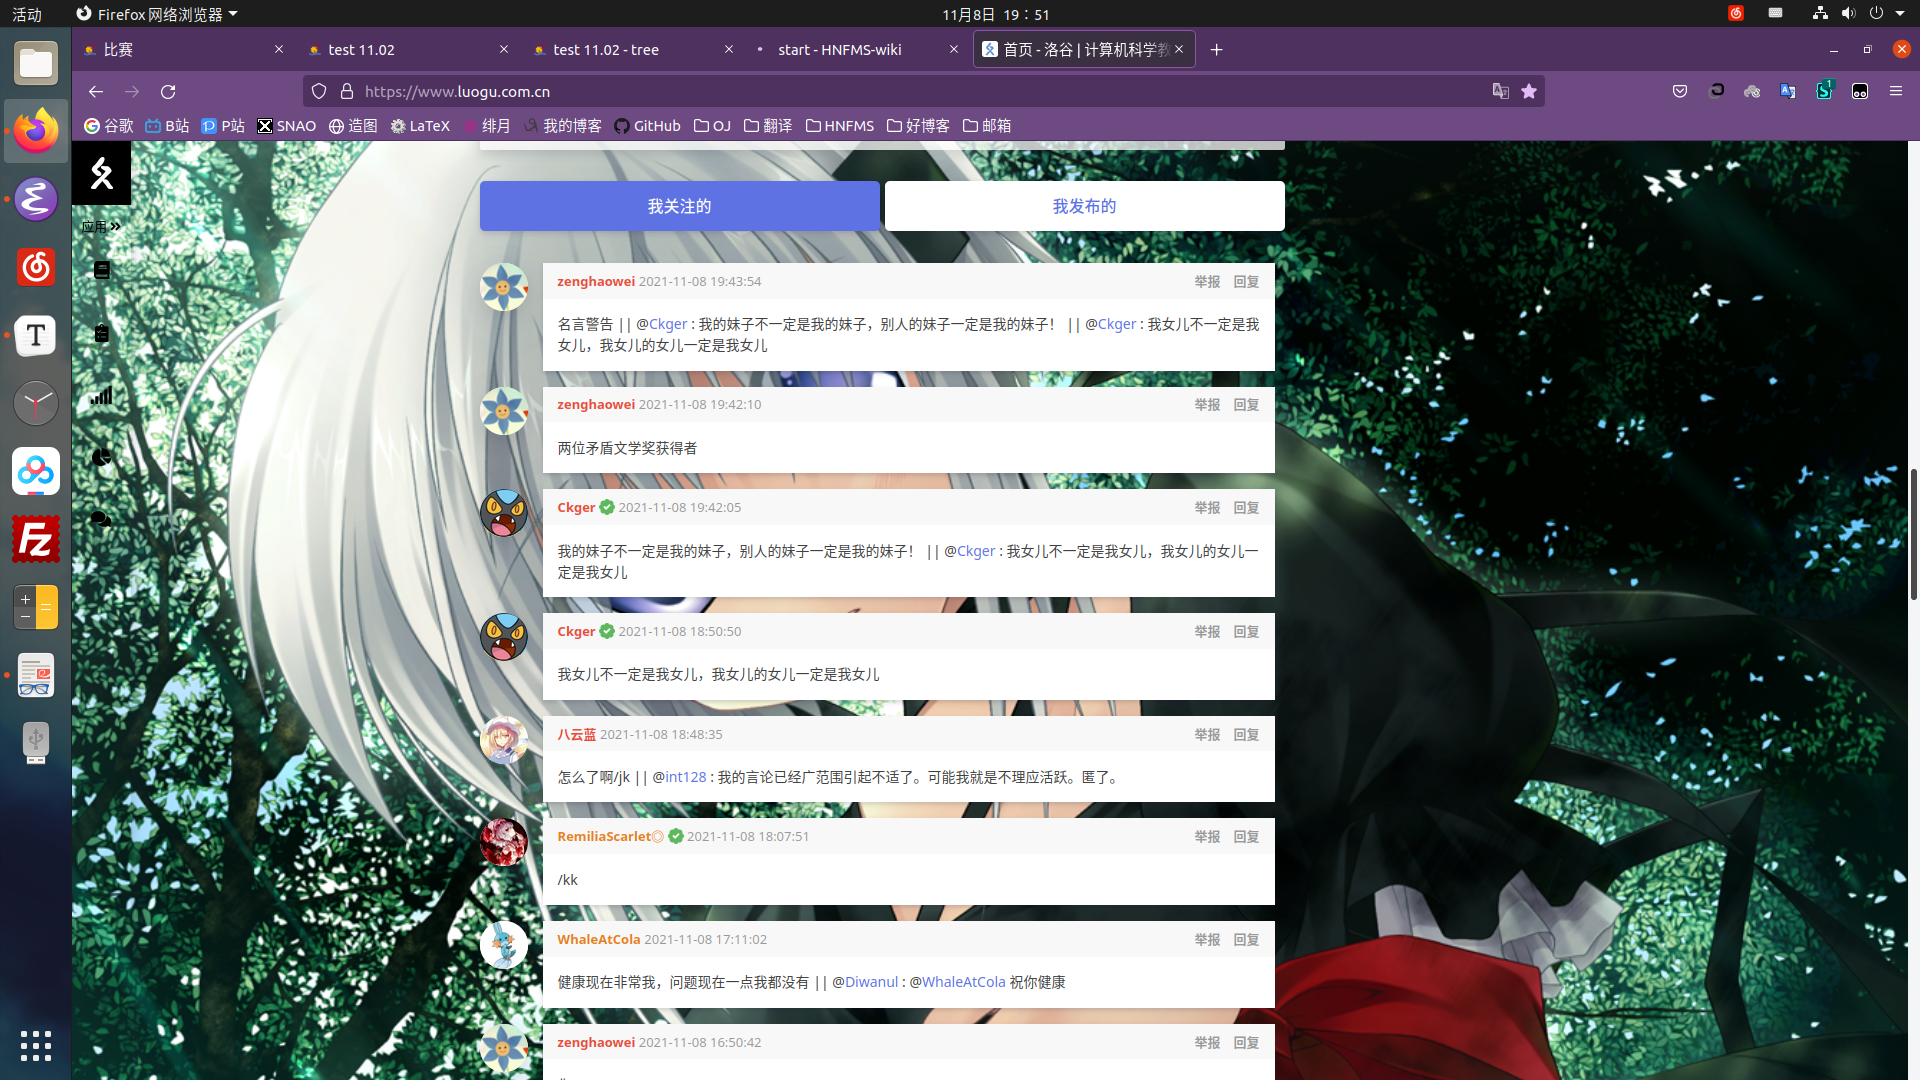 活动 Firefox 网络浏览器 11月8日 19：51
比赛 test 11.02 test 11.02 - tree start - HNFMS-wiki 首页 - 洛谷 | 计算机科学教
https://www.luogu.com.cn
谷歌 B站 P站 SNAO 造图 LaTeX 绯月 我的博客 GitHub OJ 翻译 HNFMS 好博客 邮箱
应用
我关注的 我发布的
zenghaowei 2021-11-08 19:43:54 举报 回复
名言警告 || @Ckger : 我的妹子不一定是我的妹子，别人的妹子一定是我的妹子！ || @Ckger : 我女儿不一定是我
女儿，我女儿的女儿一定是我女儿
zenghaowei 2021-11-08 19:42:10 举报 回复
两位矛盾文学奖获得者
Ckger 2021-11-08 19:42:05 举报 回复
我的妹子不一定是我的妹子，别人的妹子一定是我的妹子！ || @Ckger : 我女儿不一定是我女儿，我女儿的女儿一
定是我女儿
Ckger 2021-11-08 18:50:50 举报 回复
我女儿不一定是我女儿，我女儿的女儿一定是我女儿
八云蓝 2021-11-08 18:48:35 举报 回复
怎么了啊/jk || @int128 : 我的言论已经广范围引起不适了。可能我就是不理应活跃。匿了。
RemiliaScarlet◎ 2021-11-08 18:07:51 举报 回复
/kk
WhaleAtCola 2021-11-08 17:11:02 举报 回复
健康现在非常我，问题现在一点我都没有 || @Diwanul : @WhaleAtCola 祝你健康
zenghaowei 2021-11-08 16:50:42 举报 回复